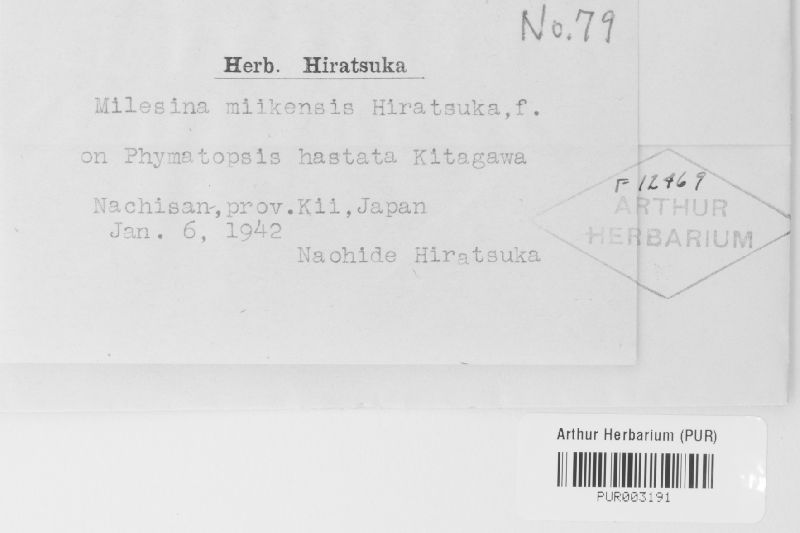 No.79
Herb. Hiratsuka
Milesina miikensis Hiratsuka,f.
on Phymatopsis hastata Kitagawa
Nachisan,prov.Kii,Japan
Jan. 6, 1942
Naohide Hiratsuka
F 12469
ARTHUR
HERBARIUM
Arthur Herbarium (PUR)
PUR003191